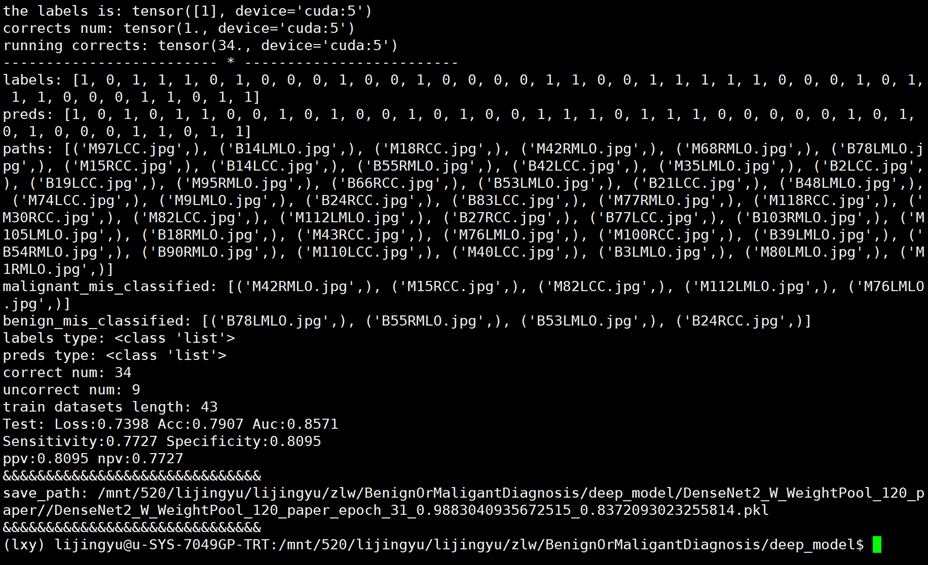 the labels is: tensor([1], device='cuda:5')
corrects num: tensor(1., device='cuda:5')
running corrects: tensor(34., device='cuda:5')
------------------------- * -------------------------
labels: [1, 0, 1, 1, 1, 0, 1, 0, 0, 0, 1, 0, 0, 1, 0, 0, 0, 0, 1, 1, 0, 0, 1, 1, 1, 1, 1, 0, 0, 0, 1, 0, 1,
1, 1, 0, 0, 0, 1, 1, 0, 1, 1]
preds: [1, 0, 1, 0, 1, 1, 0, 0, 1, 0, 1, 0, 0, 1, 0, 1, 0, 0, 1, 1, 1, 0, 1, 1, 1, 0, 0, 0, 0, 0, 1, 0, 1,
0, 1, 0, 0, 0, 1, 1, 0, 1, 1]
paths: [('M97LCC.jpg',), ('B14LMLO.jpg',), ('M18RCC.jpg',), ('M42RMLO.jpg',), ('M68RMLO.jpg',), ('B78LMLO.j
pg',), ('M15RCC.jpg',), ('B14LCC.jpg',), ('B55RMLO.jpg',), ('B42LCC.jpg',), ('M35LMLO.jpg',), ('B2LCC.jpg',
), ('B19LCC.jpg',), ('M95RMLO.jpg',), ('B66RCC.jpg',), ('B53LMLO.jpg',), ('B21LCC.jpg',), ('B48LMLO.jpg',),
('M74LCC.jpg',), ('M9LMLO.jpg',), ('B24RCC.jpg',), ('B83LCC.jpg',), ('M77RMLO.jpg',), ('M118RCC.jpg',), ('
M30RCC.jpg',), ('M82LCC.jpg',), ('M112LMLO.jpg',), ('B27RCC.jpg',), ('B77LCC.jpg',), ('B103RMLO.jpg',), ('M
105LMLO.jpg',), ('B18RMLO.jpg',), ('M43RCC.jpg',), ('M76LMLO.jpg',), ('M100RCC.jpg',), ('B39LMLO.jpg',), ('
B54RMLO.jpg',), ('B90RMLO.jpg',), ('M110LCC.jpg',), ('M40LCC.jpg',), ('B3LMLO.jpg',), ('M80LMLO.jpg',), ('M
1RMLO.jpg',)]
malignant_mis_classified: [('M42RMLO.jpg',), ('M15RCC.jpg',), ('M82LCC.jpg',), ('M112LMLO.jpg',), ('M76LMLO
.jpg',)]
benign_mis_classified: [('B78LMLO.jpg',), ('B55RMLO.jpg',), ('B53LMLO.jpg',), ('B24RCC.jpg',)]
labels type: <class 'list'>
preds type: <class 'list'>
correct num: 34
uncorrect num: 9
train datasets length: 43
Test: Loss:0.7398 Acc:0.7907 Auc:0.8571
Sensitivity:0.7727 Specificity:0.8095
ppv:0.8095 npv:0.7727
&&&&&&&&&&&&&&&&&&&&&&&&&&&&&&
save_path: /mnt/520/lijingyu/lijingyu/zlw/BenignOrMaligantDiagnosis/deep_model/DenseNet2_W_WeightPool_120_p
aper//DenseNet2_W_WeightPool_120_paper_epoch_31_0.9883040935672515_0.8372093023255814.pkl
&&&&&&&&&&&&&&&&&&&&&&&&&&&&&&
(lxy) lijingyu@u-SYS-7049GP-TRT:/mnt/520/lijingyu/lijingyu/zlw/BenignOrMaligantDiagnosis/deep_model$